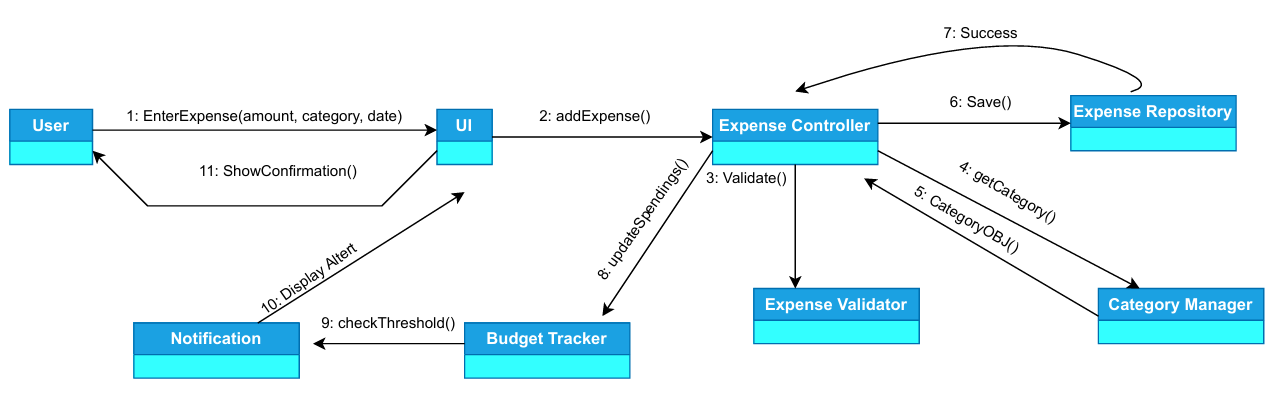 7: Success
User
1: EnterExpense(amount, category, date)
UI
2: addExpense()
Expense Controller
6: Save()
Expense Repository
11: ShowConfirmation()
3: Validate()
4: getCategory()
5: CategoryOBJ()
8: updateSpendings()
10: Display Altert
Expense Validator
Category Manager
Notification
9: checkThreshold()
Budget Tracker